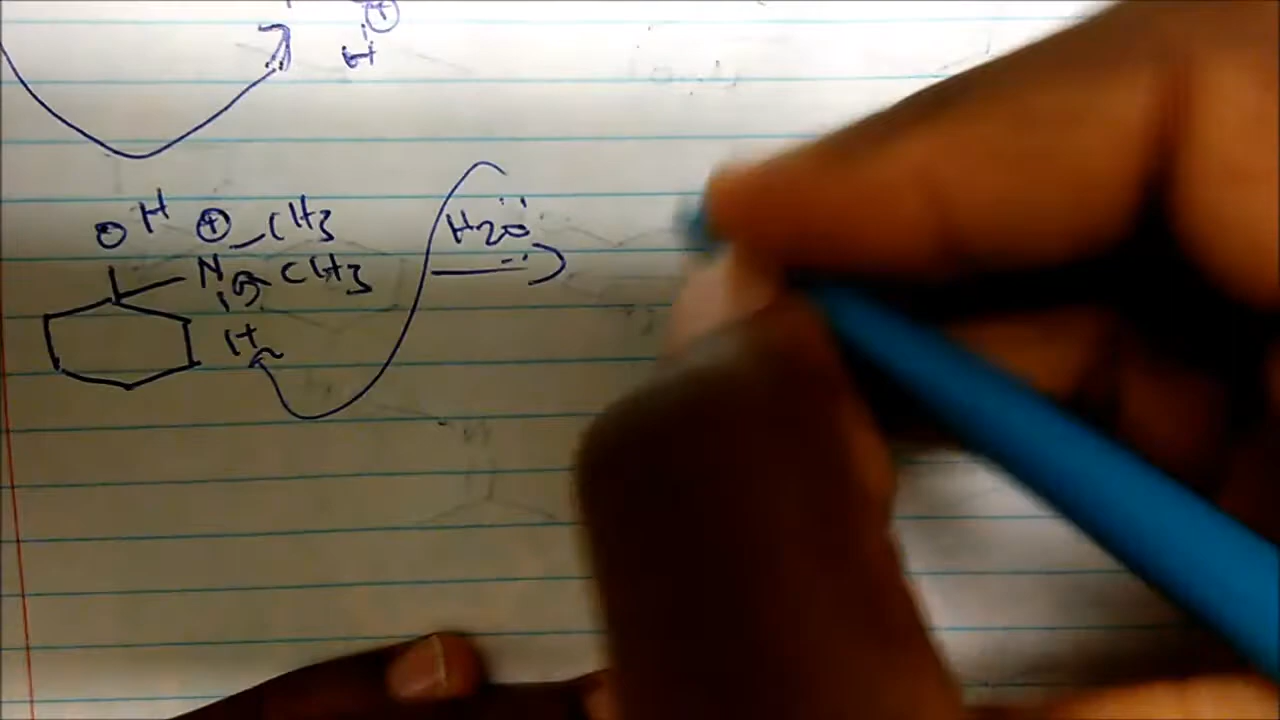 ⊕
H
OH ⊕ CH3
H2O
N CH3
H